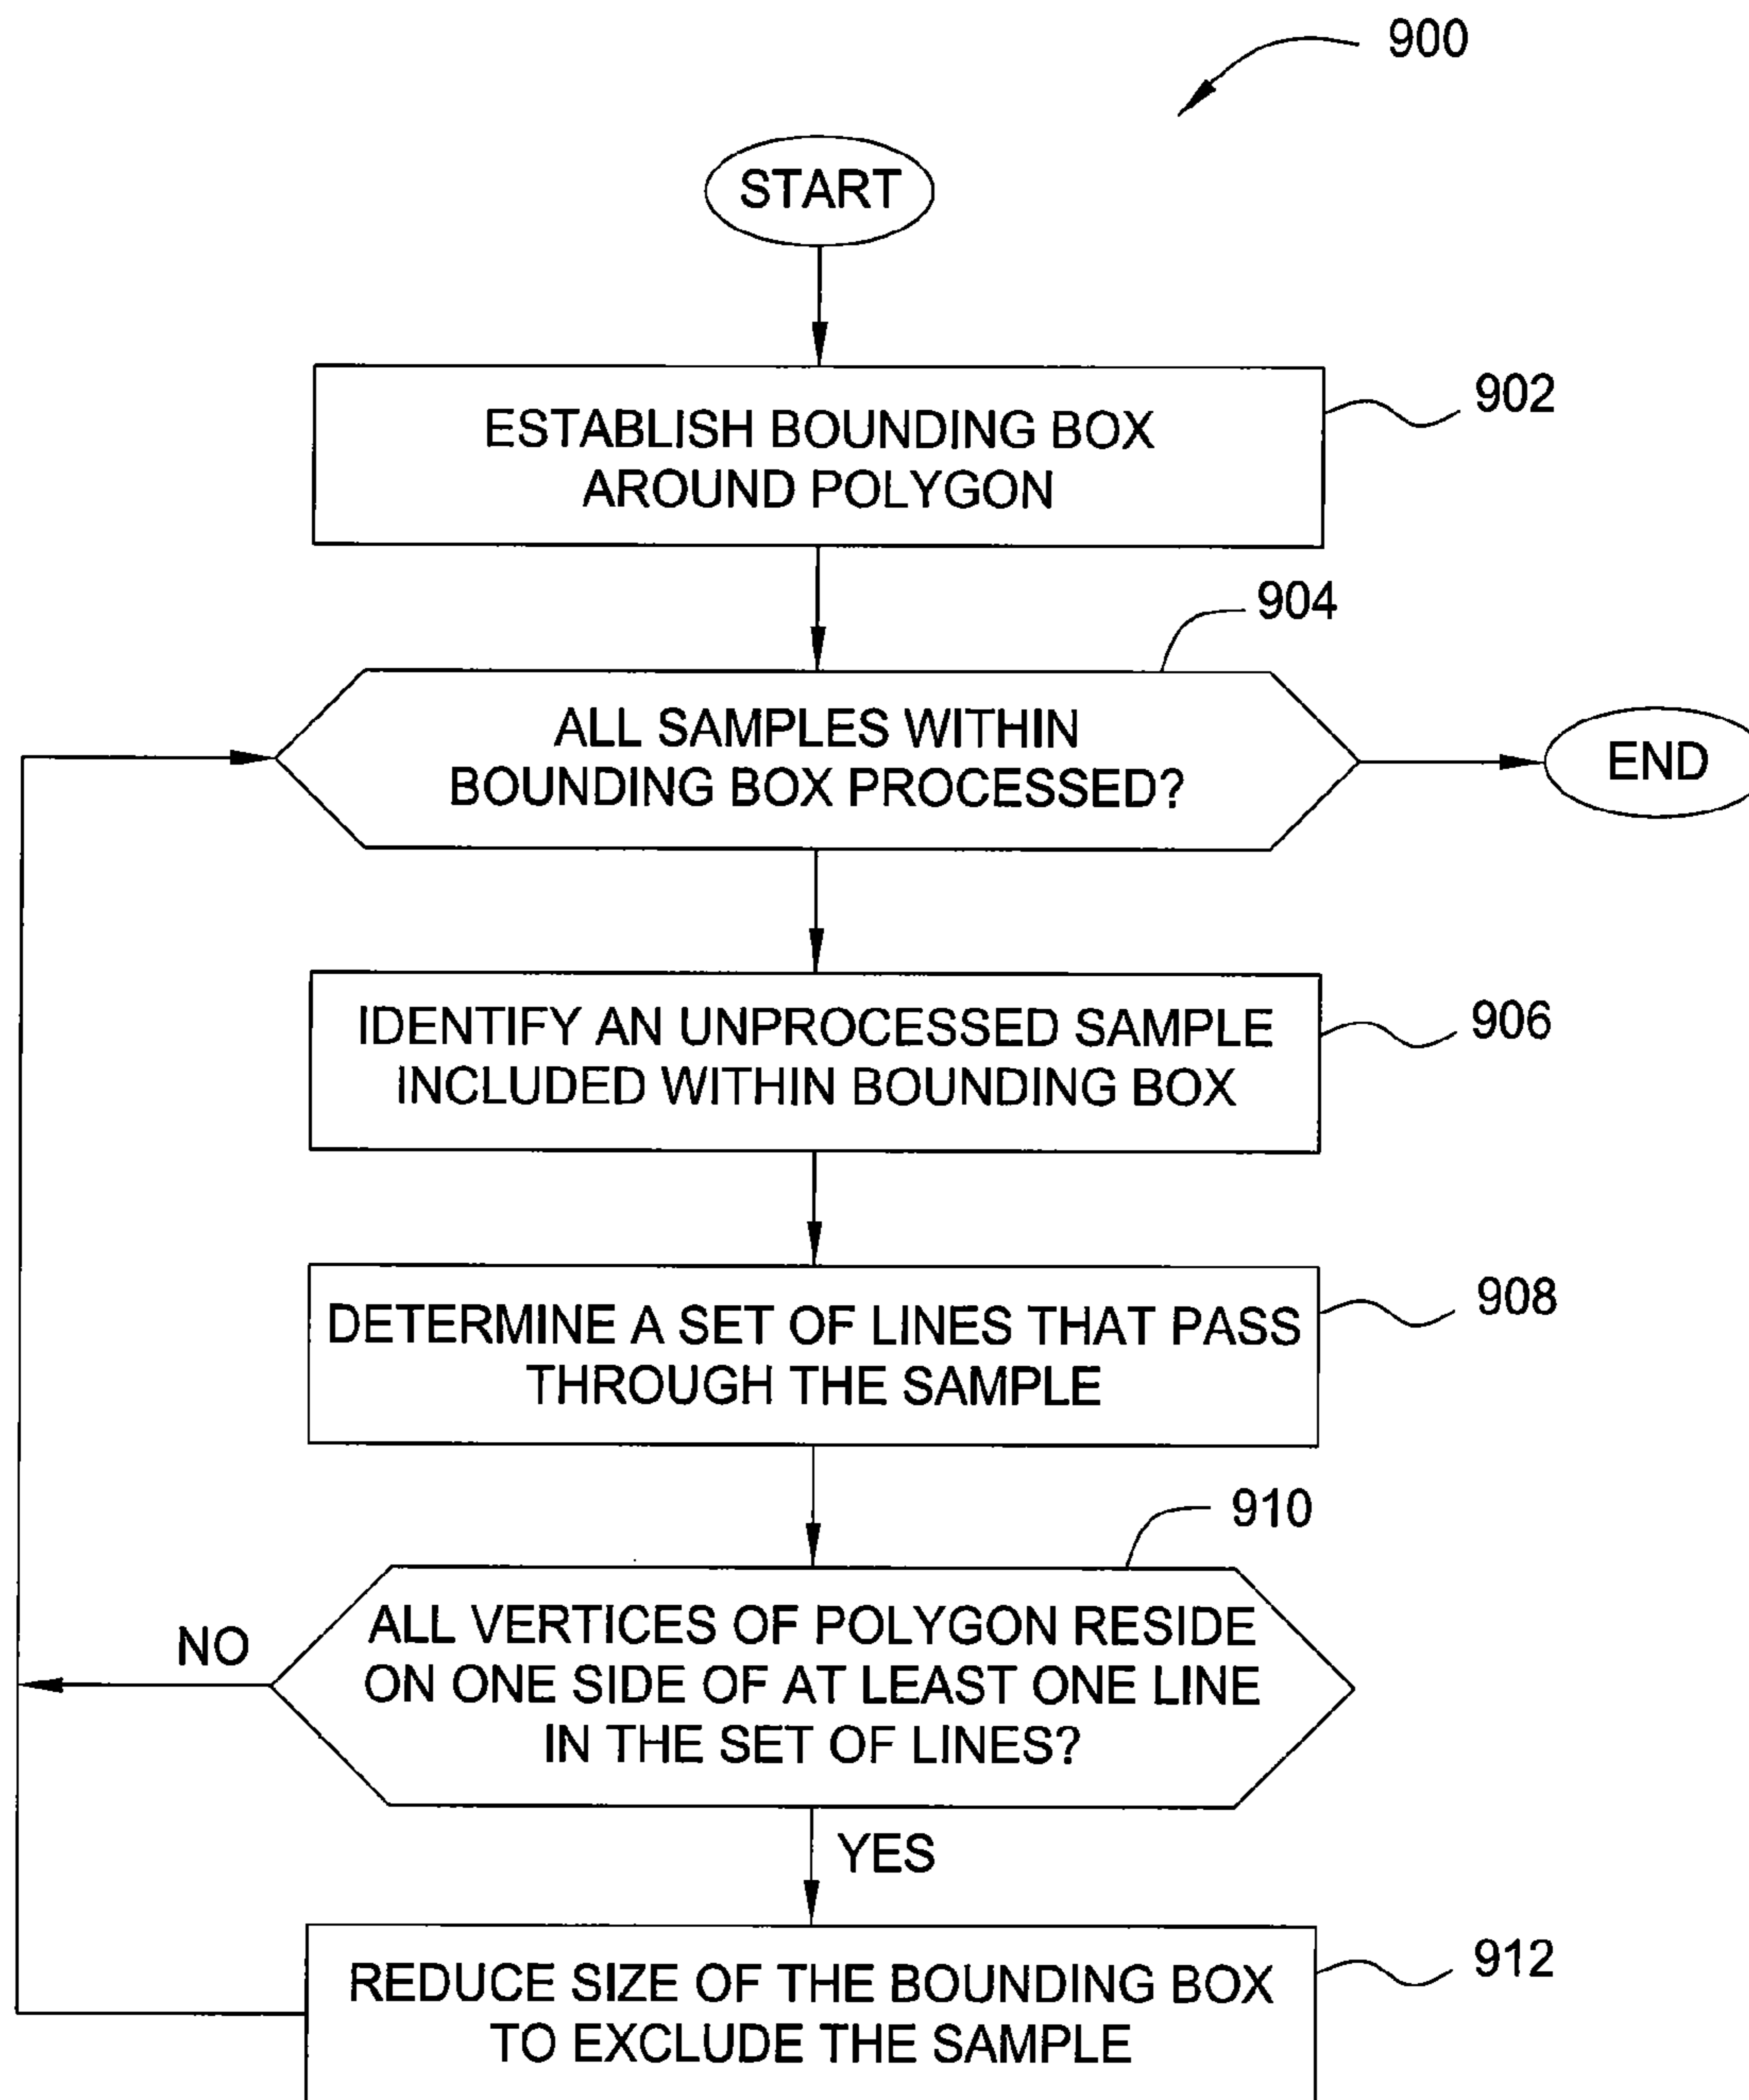 900
START
ESTABLISH BOUNDING BOX
AROUND POLYGON
902
904
ALL SAMPLES WITHIN
BOUNDING BOX PROCESSED?
END
IDENTIFY AN UNPROCESSED SAMPLE
INCLUDED WITHIN BOUNDING BOX
906
DETERMINE A SET OF LINES THAT PASS
THROUGH THE SAMPLE
908
910
ALL VERTICES OF POLYGON RESIDE
ON ONE SIDE OF AT LEAST ONE LINE
IN THE SET OF LINES?
NO
YES
REDUCE SIZE OF THE BOUNDING BOX
TO EXCLUDE THE SAMPLE
912